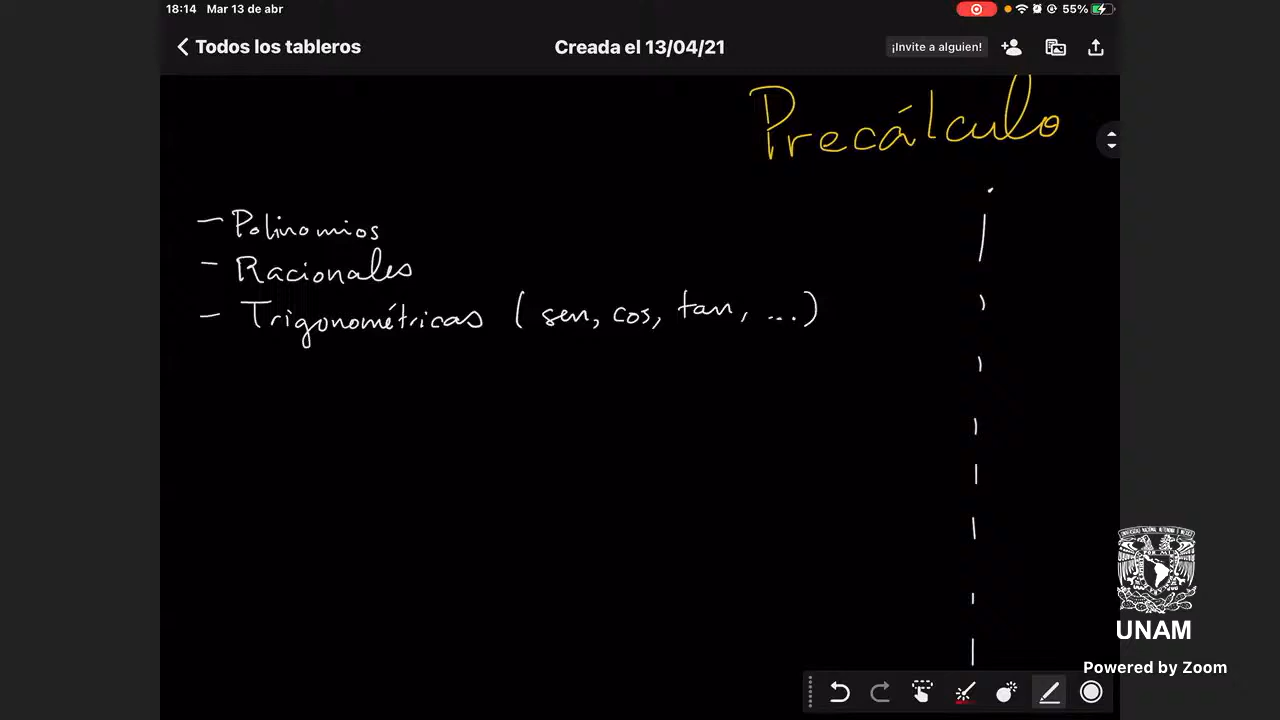 18:14 Mar 13 de abr 55%
Todos los tableros Creada el 13/04/21 ¡Invite a alguien!
Precálculo
- Polinomios
- Racionales
- Trigonométricas (sen, cos, tan, ...)
UNAM
Powered by Zoom